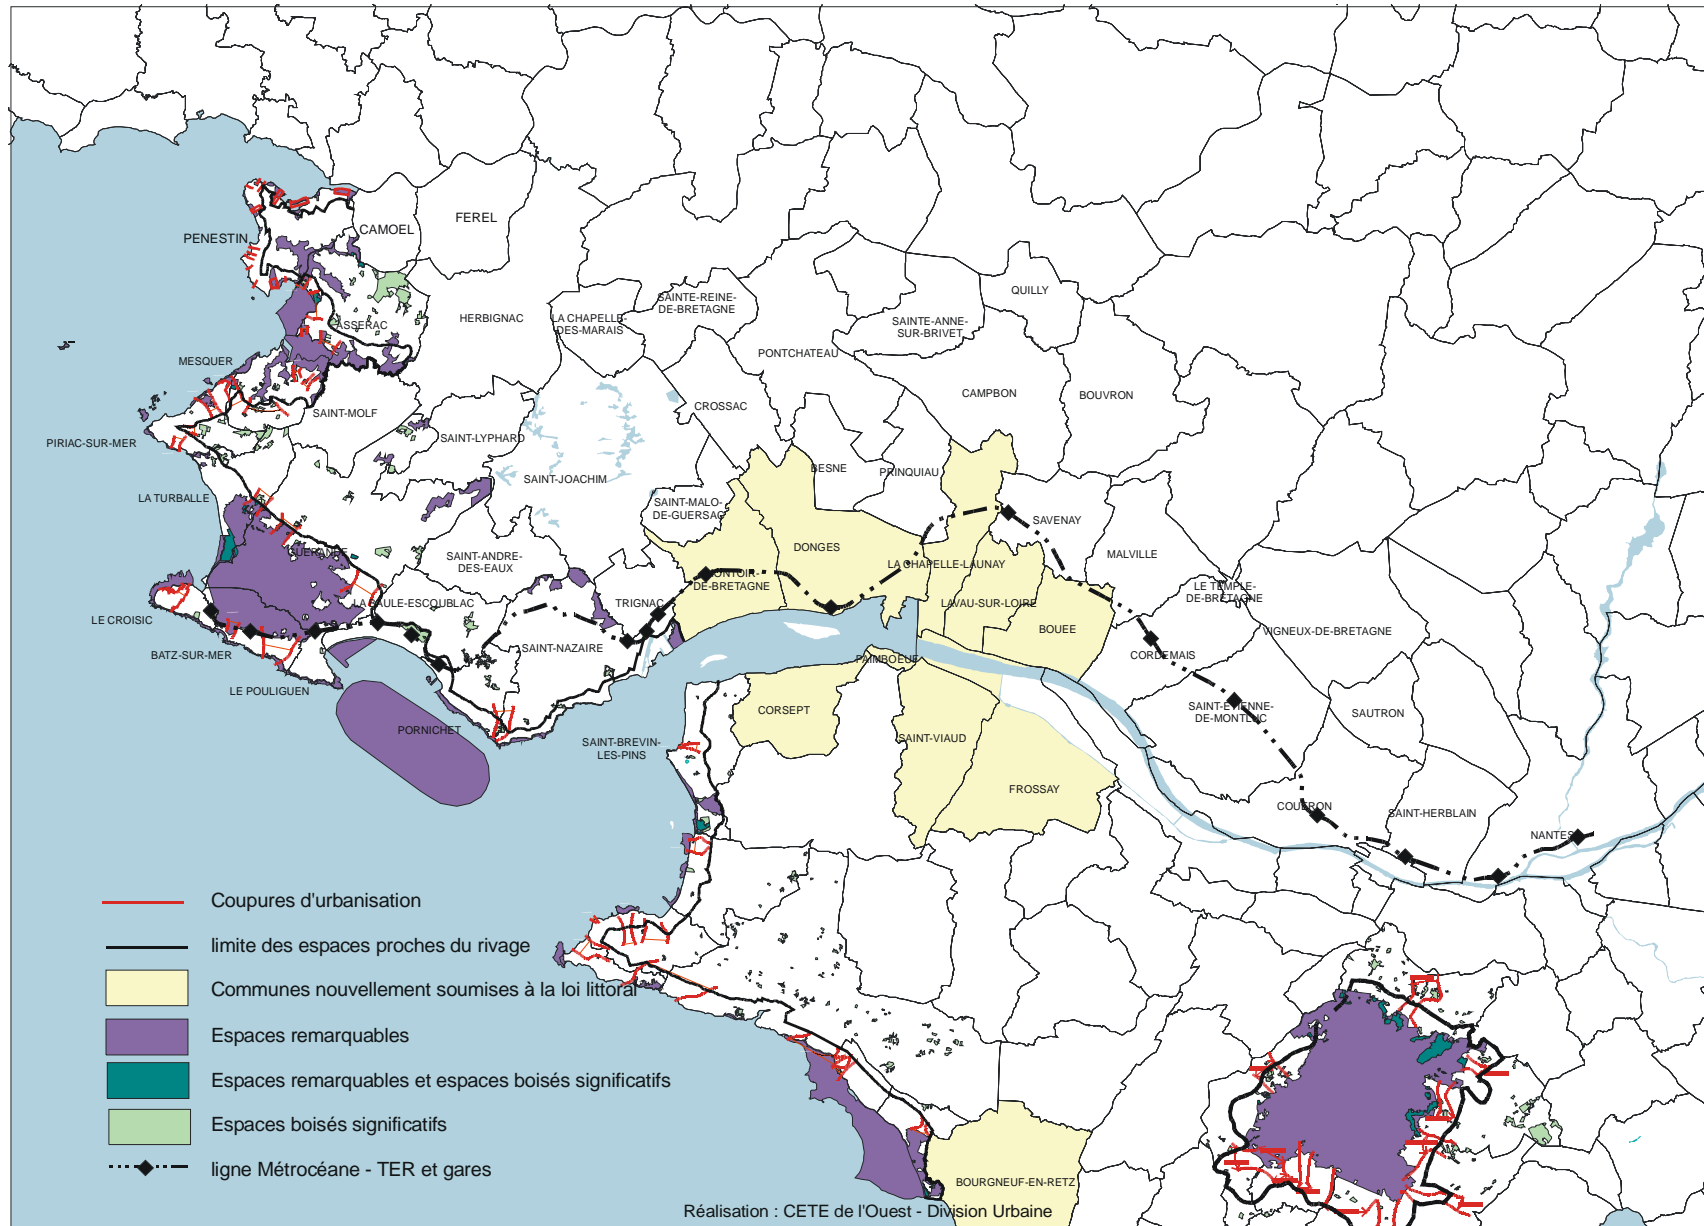 PENESTIN
CAMOEL
FEREL
HERBIGNAC
LA CHAPELLE-
DES-MARAIS
SAINTE-REINE-
DE-BRETAGNE
QUILLY
SAINTE-ANNE-
SUR-BRIVET
ASSERAC
PONTCHATEAU
MESQUER
CAMPBON
BOUVRON
SAINT-MOLF
CROSSAC
PIRIAC-SUR-MER
SAINT-LYPHARD
BESNE
PRINQUIAU
SAINT-JOACHIM
LA TURBALLE
SAINT-MALO-
DE-GUERSAC
SAVENAY
GUERANDE
DONGES
MALVILLE
SAINT-ANDRE-
DES-EAUX
LA CHAPELLE-LAUNAY
MONTOIR-
DE-BRETAGNE
LE TEMPLE-
DE-BRETAGNE
LA BAULE-ESCOUBLAC
TRIGNAC
LAVAU-SUR-LOIRE
LE CROISIC
BOUEE
VIGNEUX-DE-BRETAGNE
BATZ-SUR-MER
SAINT-NAZAIRE
PAIMBOEUF
CORDEMAIS
LE POULIGUEN
CORSEPT
SAINT-ETIENNE-
DE-MONTLUC
SAUTRON
PORNICHET
SAINT-BREVIN-
LES-PINS
SAINT-VIAUD
FROSSAY
COUERON
SAINT-HERBLAIN
NANTES
Coupures d'urbanisation
limite des espaces proches du rivage
Communes nouvellement soumises à la loi littoral
Espaces remarquables
Espaces remarquables et espaces boisés significatifs
Espaces boisés significatifs
ligne Métrocéane - TER et gares
BOURGNEUF-EN-RETZ
Réalisation : CETE de l'Ouest - Division Urbaine